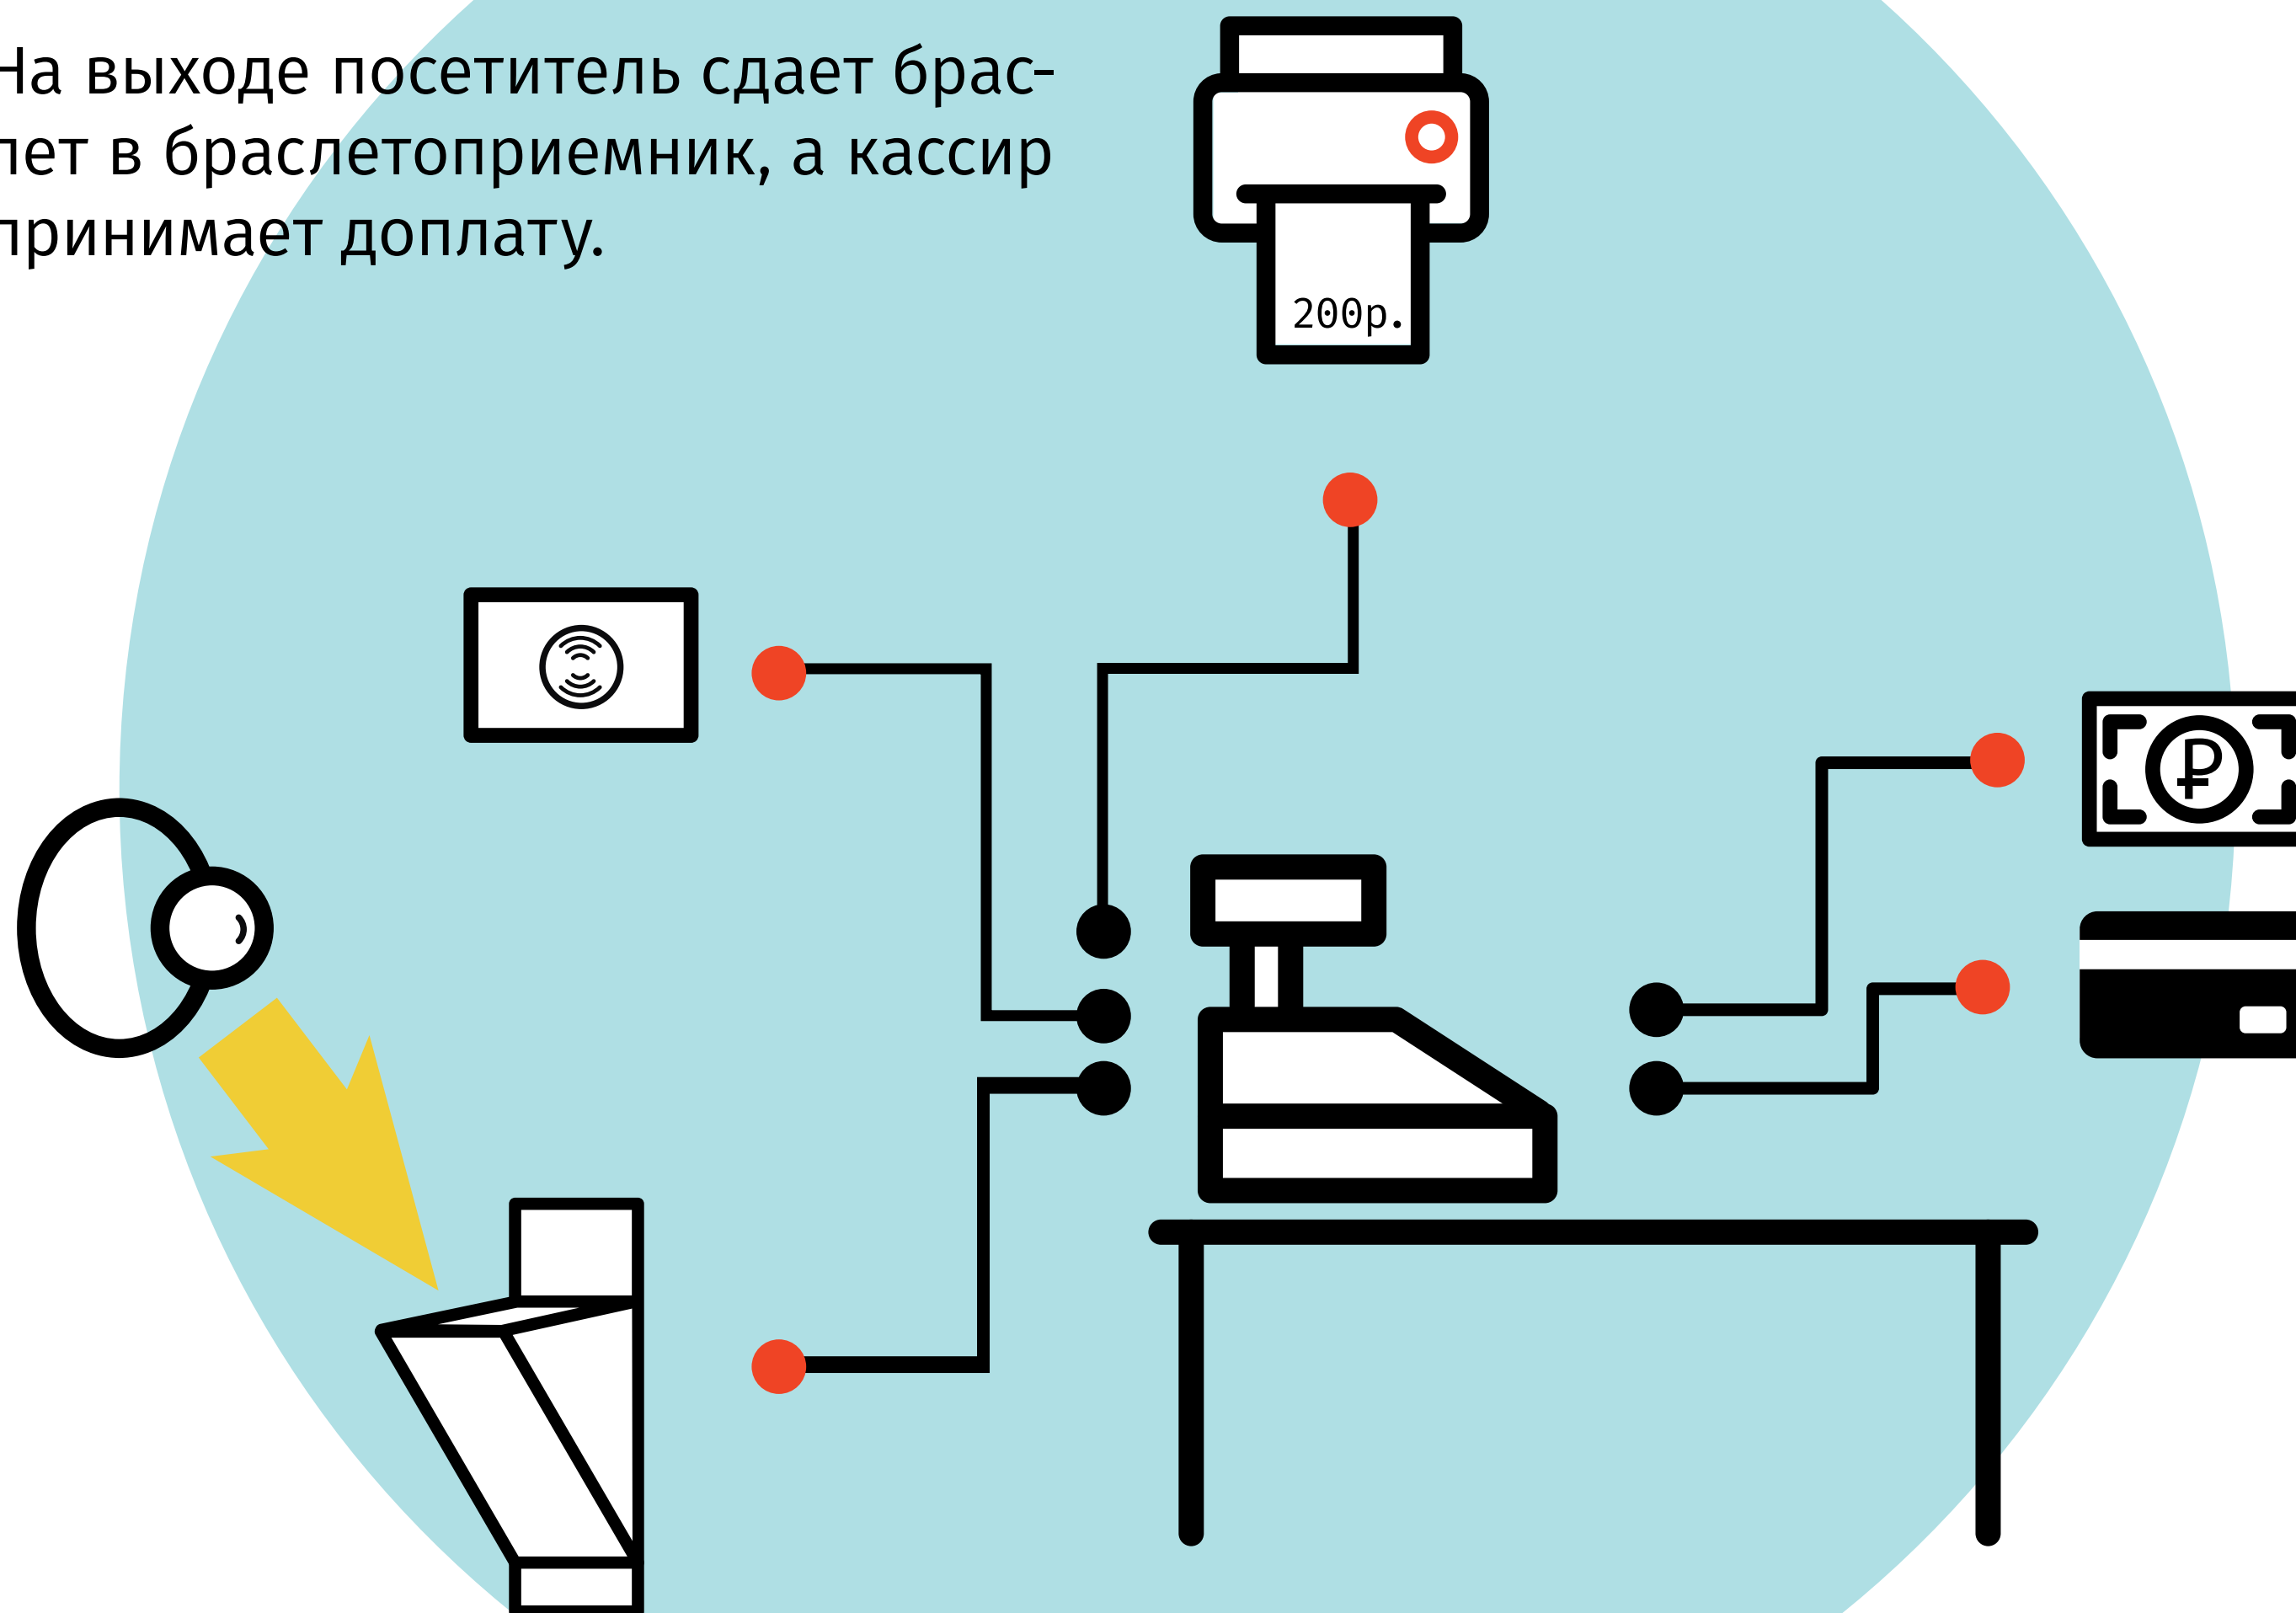 На выходе посетитель сдает брас-
лет в браслетоприемник, а кассир
принимает доплату.
200р.
₽